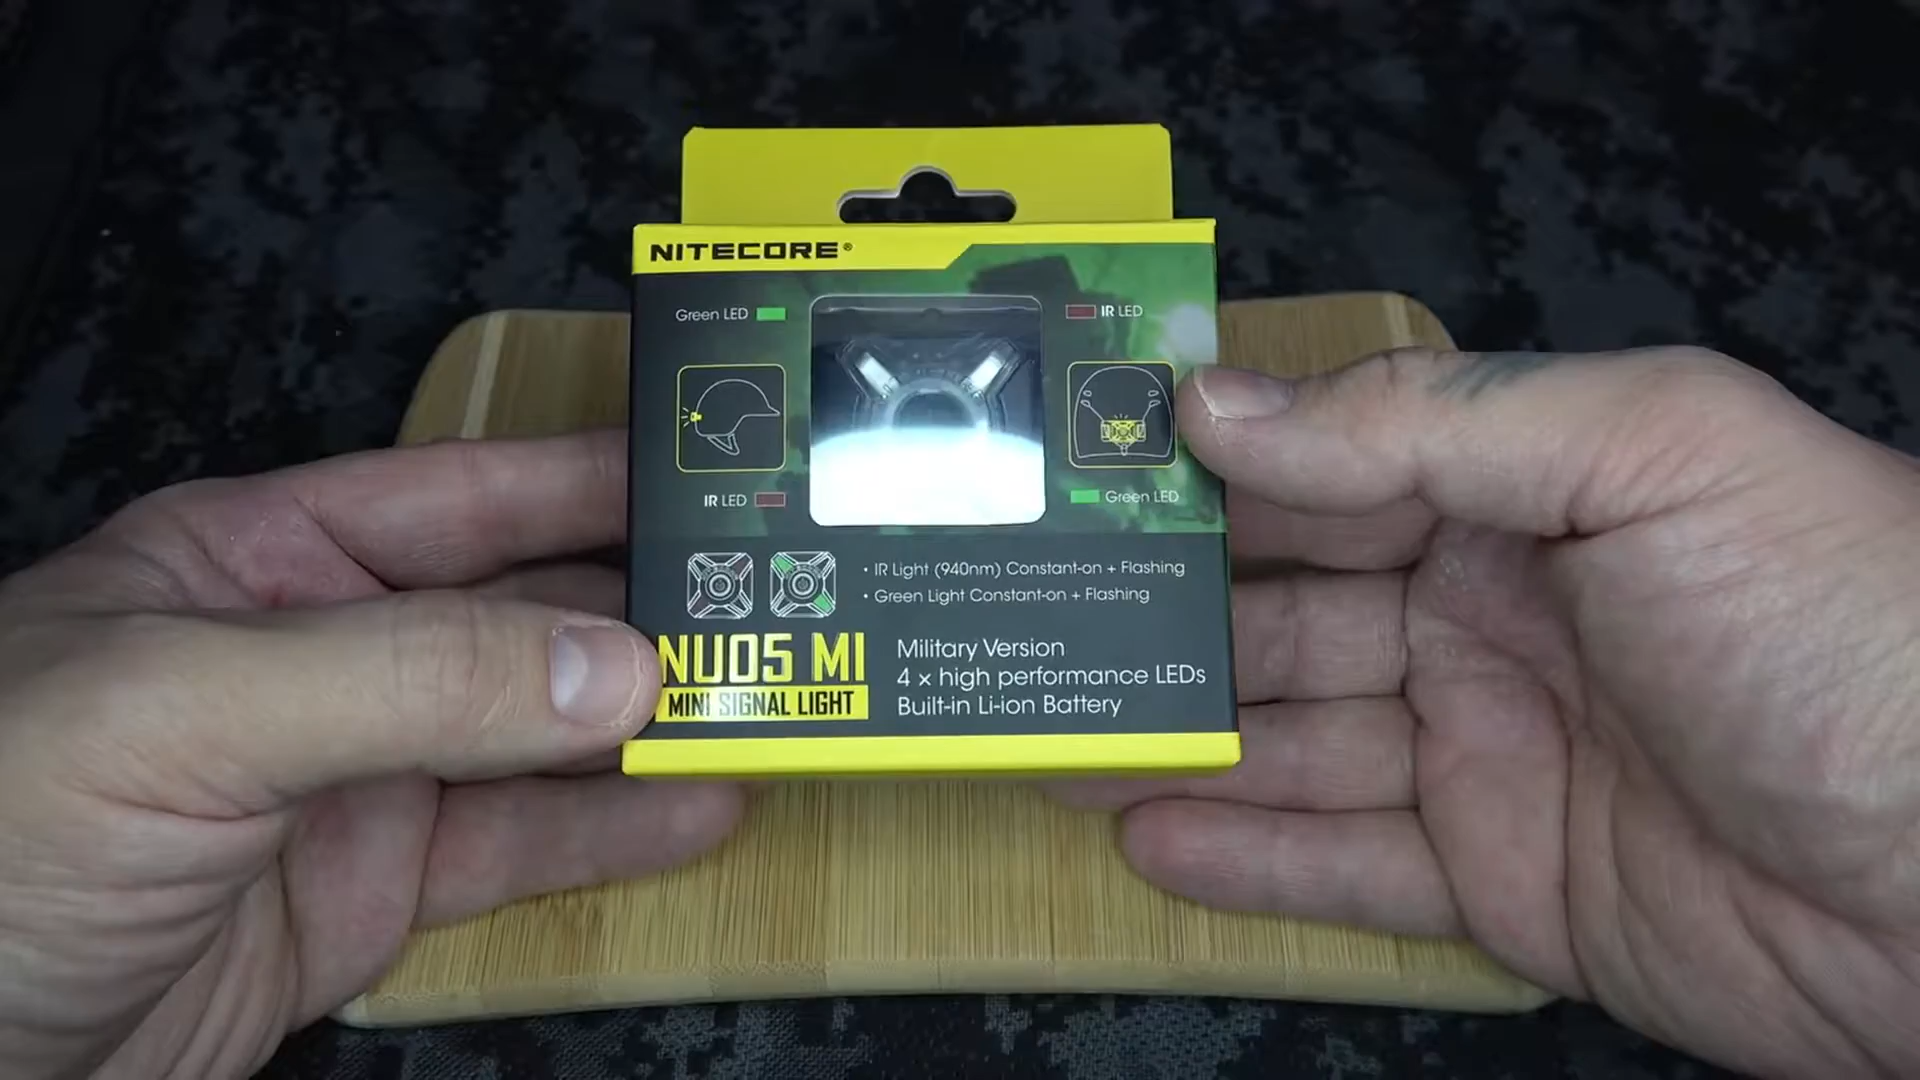 NITECORE®
Green LED
IR LED
IR LED
Green LED
• IR Light (940nm) Constant-on + Flashing
• Green Light Constant-on + Flashing
NU05 MI
MINI SIGNAL LIGHT
Military Version
4 x high performance LEDs
Built-in Li-ion Battery